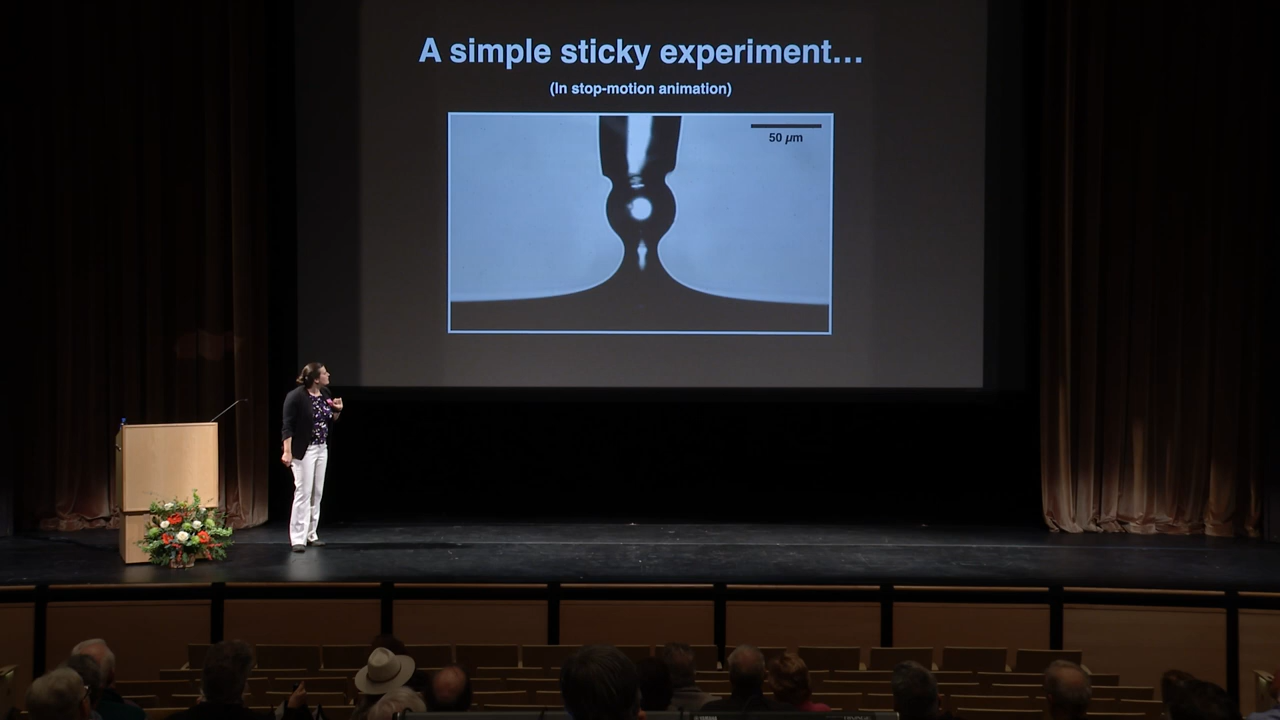 A simple sticky experiment...
(In stop-motion animation)
50 µm